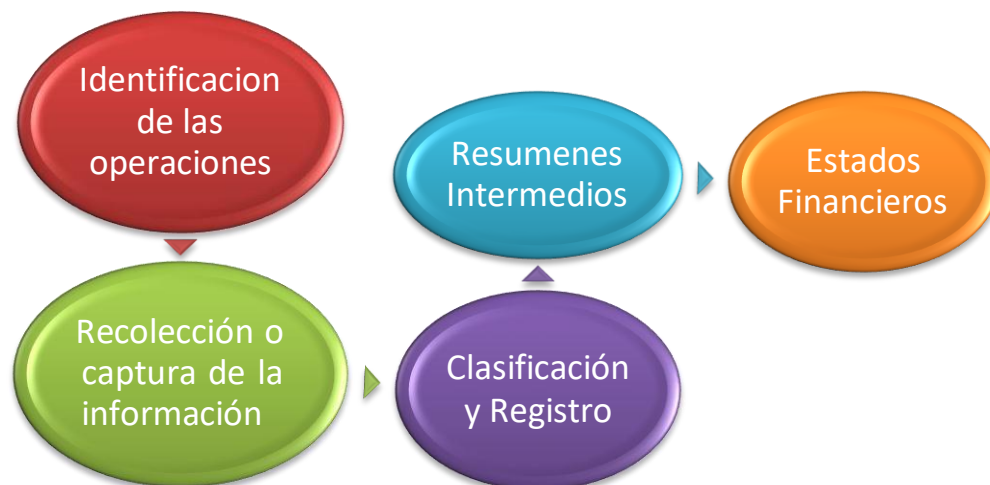 Identificacion
de las
operaciones
Recolección o
captura de la
información
Clasificación
y Registro
Resumenes
Intermedios
Estados
Financieros